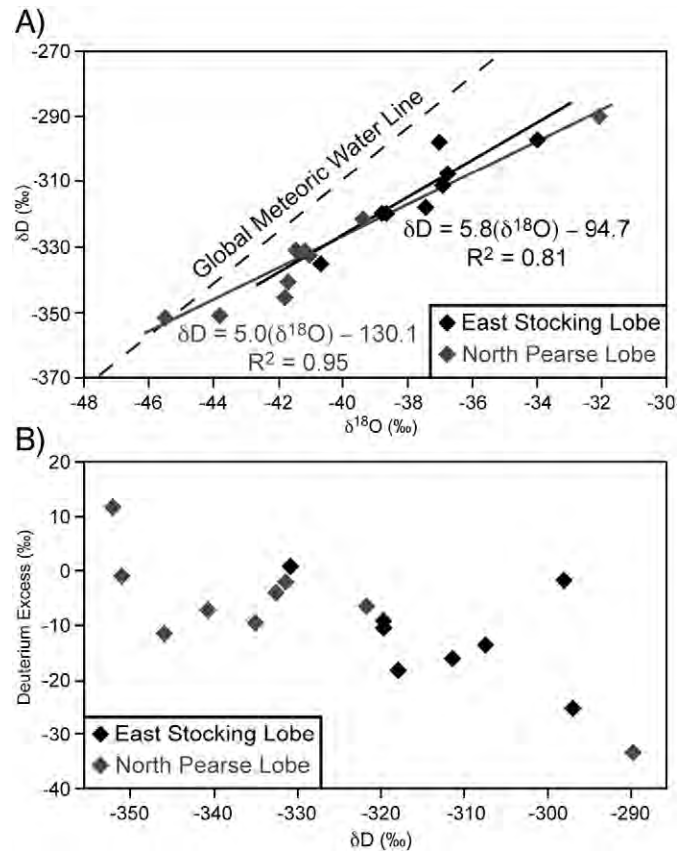 A)
-270
-290
-310
-330
-350
-370
δD (‰)
Global Meteoric Water Line
δD = 5.8(δ¹⁸O) – 94.7
R² = 0.81
δD = 5.0(δ¹⁸O) – 130.1
R² = 0.95
East Stocking Lobe
North Pearse Lobe
-48 -46 -44 -42 -40 -38 -36 -34 -32 -30
δ¹⁸O (‰)
B)
20
10
0
-10
-20
-30
-40
Deuterium Excess (‰)
East Stocking Lobe
North Pearse Lobe
-350 -340 -330 -320 -310 -300 -290
δD (‰)